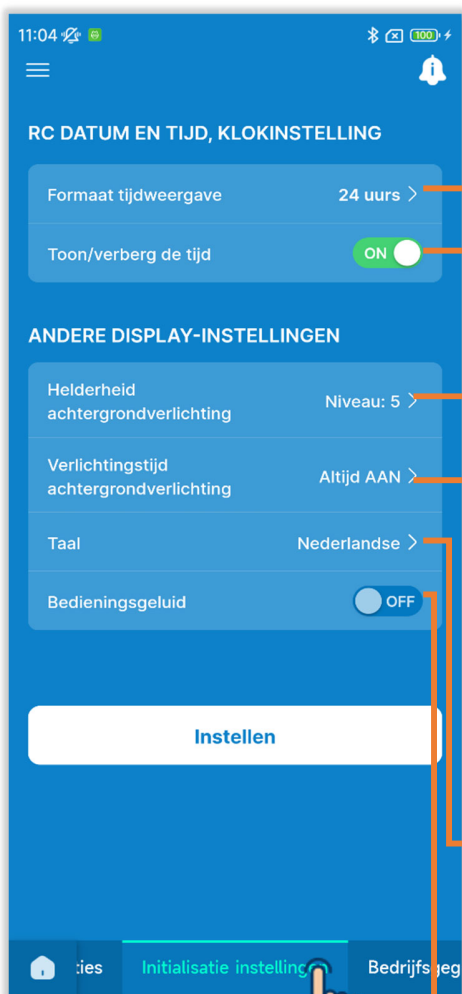 11:04
100
RC DATUM EN TIJD, KLOKINSTELLING
Formaat tijdweergave 24 uurs
Toon/verberg de tijd ON
ANDERE DISPLAY-INSTELLINGEN
Helderheid
achtergrondverlichting Niveau: 5
Verlichtingstijd
achtergrondverlichting Altijd AAN
Taal Nederlandse
Bedieningsgeluid OFF
Instellen
ties Initialisatie instellingen